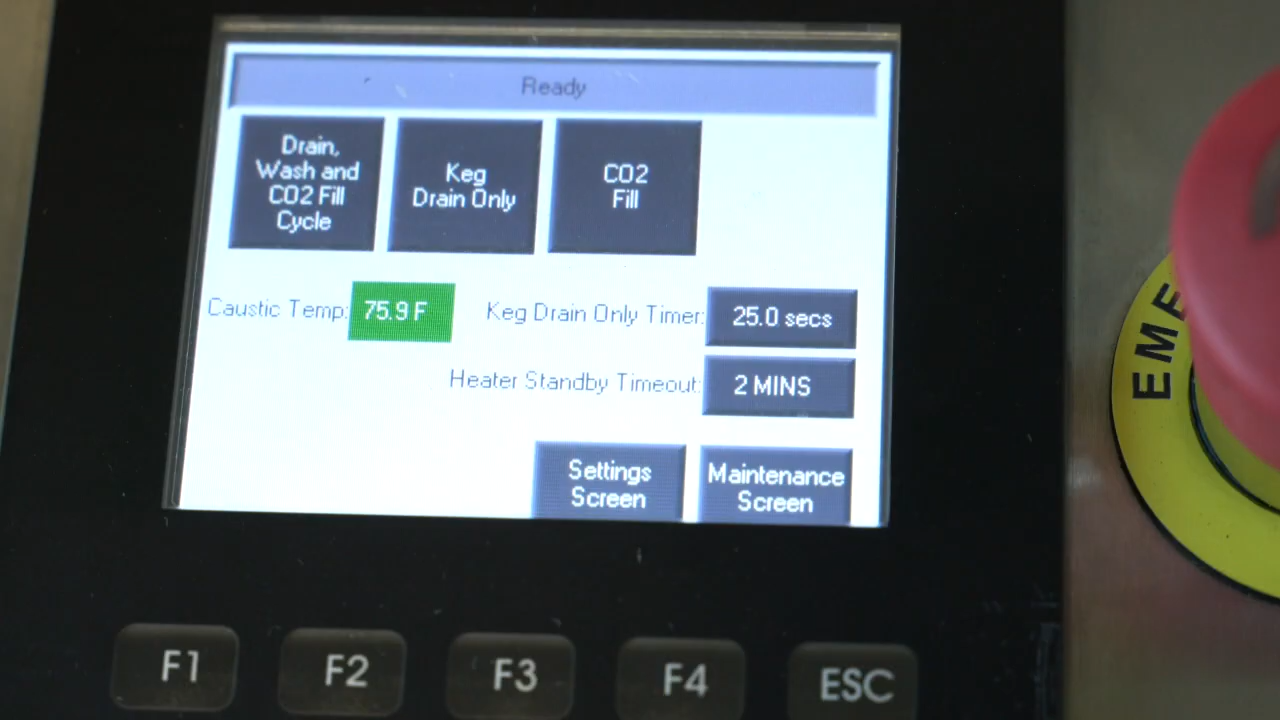 Ready
Drain,
Wash and
CO2 Fill
Cycle
Keg
Drain Only
CO2
Fill
Caustic Temp:
75.9 F
Keg Drain Only Timer:
25.0 secs
Heater Standby Timeout:
2 MINS
Settings
Screen
Maintenance
Screen
EME
F1
F2
F3
F4
ESC